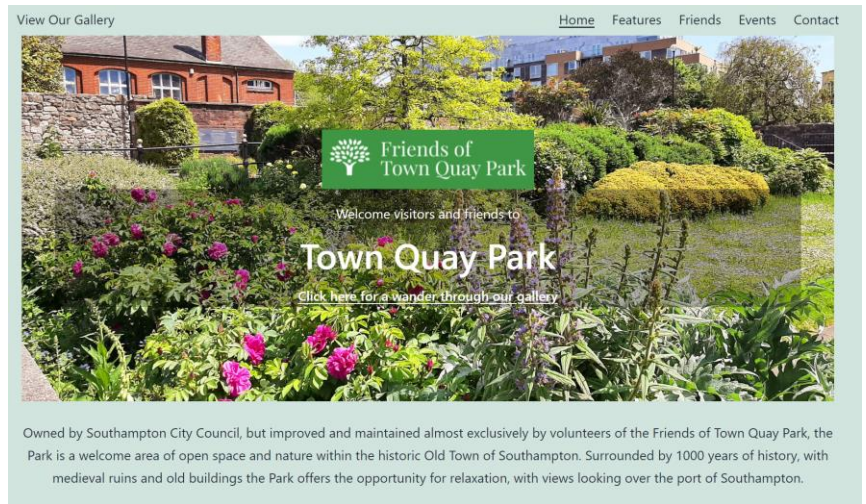 View Our Gallery
Home Features Friends Events Contact
Friends of
Town Quay Park
Welcome visitors and friends to
Town Quay Park
Click here for a wander through our gallery
Owned by Southampton City Council, but improved and maintained almost exclusively by volunteers of the Friends of Town Quay Park, the
Park is a welcome area of open space and nature within the historic Old Town of Southampton. Surrounded by 1000 years of history, with
medieval ruins and old buildings the Park offers the opportunity for relaxation, with views looking over the port of Southampton.